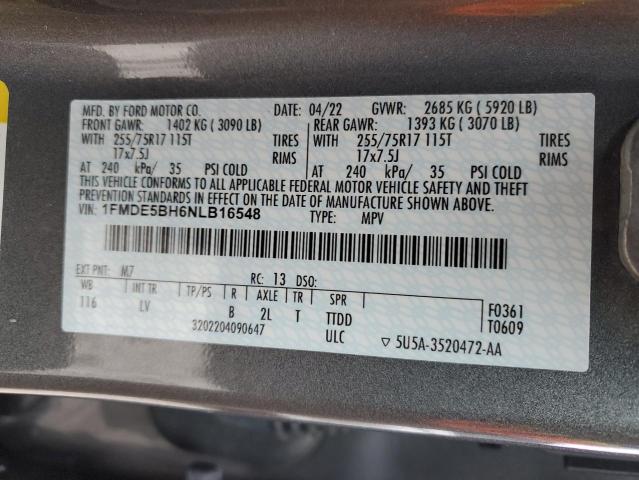 MFD. BY FORD MOTOR CO. DATE: 04/22 GVWR: 2685 KG ( 5920 LB)
FRONT GAWR: 1402 KG ( 3090 LB) REAR GAWR: 1393 KG ( 3070 LB)
WITH 255/75R17 115T TIRES WITH 255/75R17 115T TIRES
17x7.5J RIMS 17x7.5J RIMS
AT 240 kPa/ 35 PSI COLD AT 240 kPa/ 35 PSI COLD
THIS VEHICLE CONFORMS TO ALL APPLICABLE FEDERAL MOTOR VEHICLE SAFETY AND THEFT
PREVENTION STANDARDS IN EFFECT ON THE DATE OF MANUFACTURE SHOWN ABOVE.
VIN: 1FMDE5BH6NLB16548 TYPE: MPV
EXT PNT: M7 RC: 13 DSO:
WB INT TR TP/PS R AXLE TR SPR F0361
116 LV B 2L T TTDD T0609
3202204090647 ULC ▽ 5U5A-3520472-AA